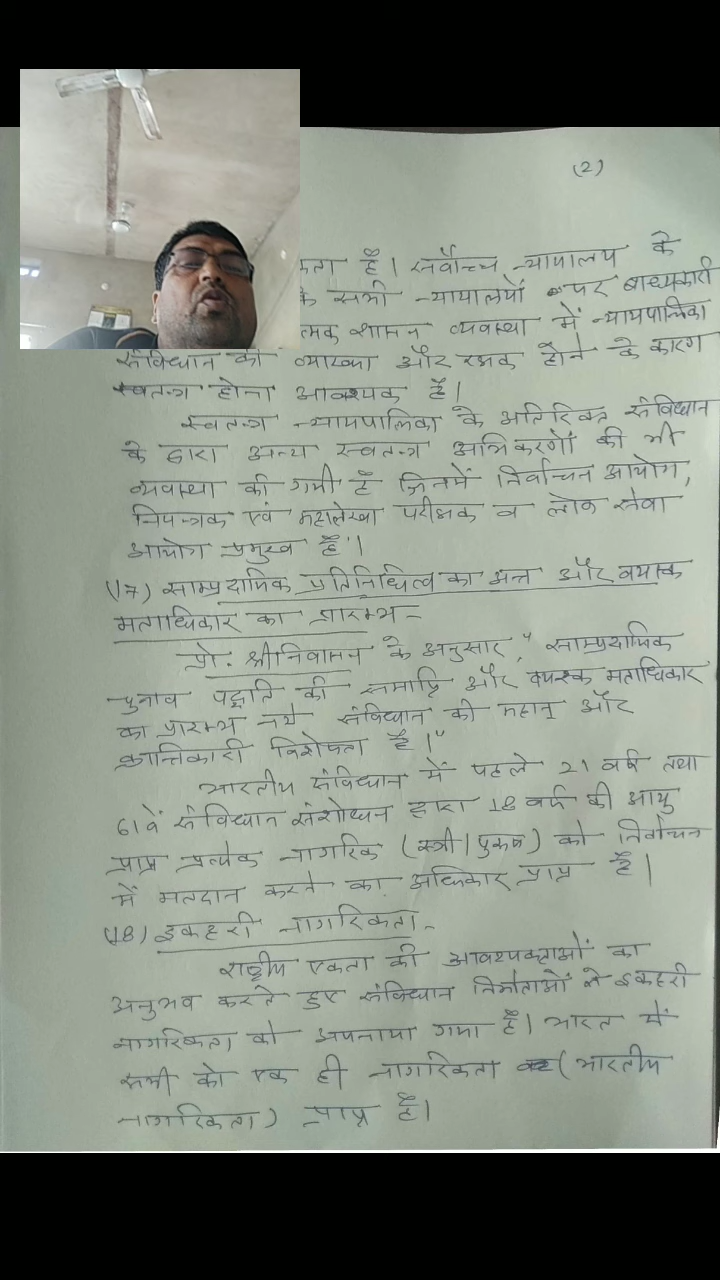 (2)
कता है। सर्वोच्च न्यायालय के
के सभी न्यायालयों पर बाध्यकारी
त्मक शासन व्यवस्था में न्यायपालिका
संविधान की व्याख्या और रक्षक होने के कारण
स्वतन्त्र होना आवश्यक है।
स्वतन्त्र न्यायपालिका के अतिरिक्त संविधान
के द्वारा अन्य स्वतन्त्र अभिकरणों की भी
व्यवस्था की गयी है जिनमें निर्वाचन आयोग,
नियन्त्रक एवं महालेखा परीक्षक व लोक सेवा
आयोग प्रमुख है।
(17) साम्प्रदायिक प्रतिनिधित्व का अन्त और वयस्क
मताधिकार का प्रारम्भ -
प्रो. श्रीनिवासन के अनुसार, "साम्प्रदायिक
चुनाव पद्धति की समाप्ति और वयस्क मताधिकार
का प्रारम्भ नये संविधान की महान् और
क्रान्तिकारी विशेषता है।"
भारतीय संविधान में पहले 21 वर्ष तथा
61वें संविधान संशोधन द्वारा 18 वर्ष की आयु
प्राप्त प्रत्येक नागरिक (स्त्री/पुरुष) को निर्वाचन
में मतदान करने का अधिकार प्राप्त है।
(18) इकहरी नागरिकता -
राष्ट्रीय एकता की आवश्यकताओं का
अनुभव करते हुए संविधान निर्माताओं ने इकहरी
नागरिकता को अपनाया गया है। भारत में
सभी को एक ही नागरिकता (भारतीय
नागरिकता) प्राप्त है।